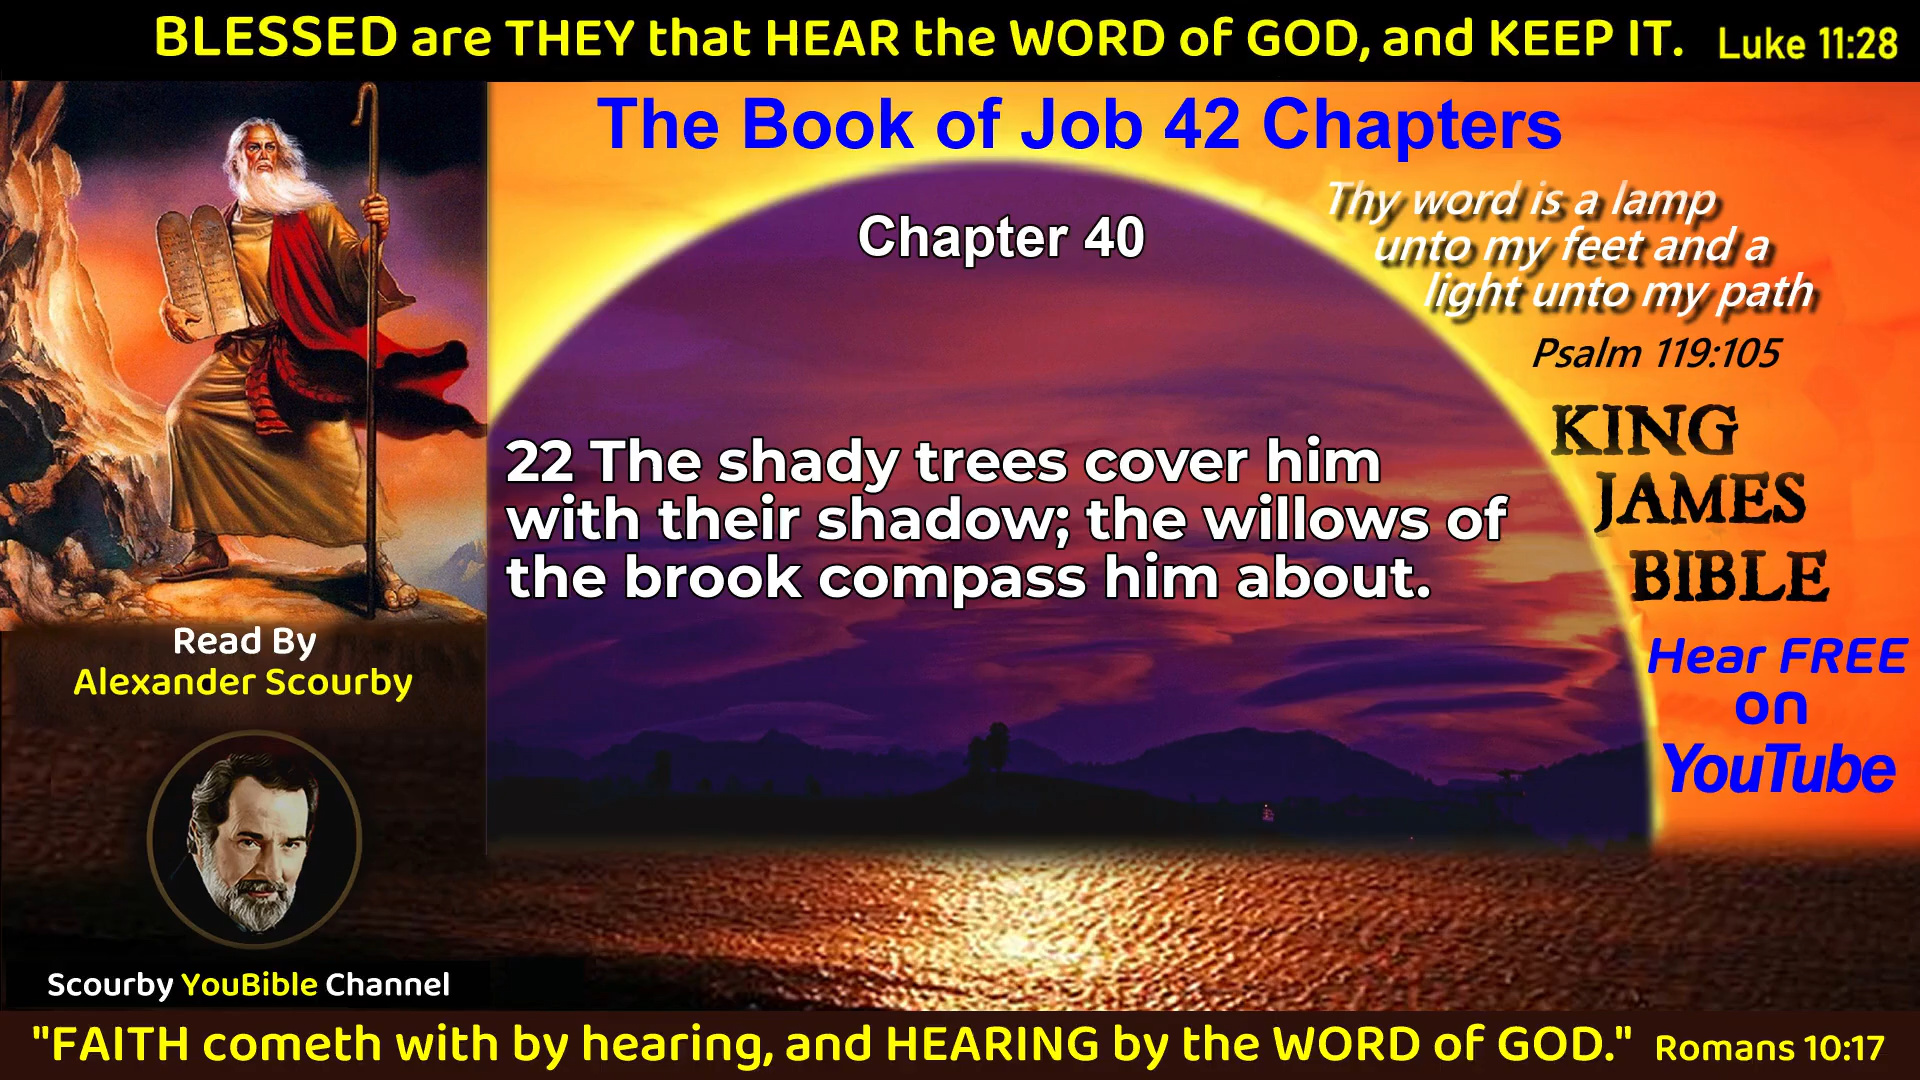 BLESSED are THEY that HEAR the WORD of GOD, and KEEP IT. Luke 11:28
The Book of Job 42 Chapters
Chapter 40
Thy word is a lamp
unto my feet and a
light unto my path
Psalm 119:105
KING
JAMES
BIBLE
22 The shady trees cover him
with their shadow; the willows of
the brook compass him about.
Hear FREE
on
YouTube
Read By
Alexander Scourby
Scourby YouBible Channel
"FAITH cometh with by hearing, and HEARING by the WORD of GOD." Romans 10:17